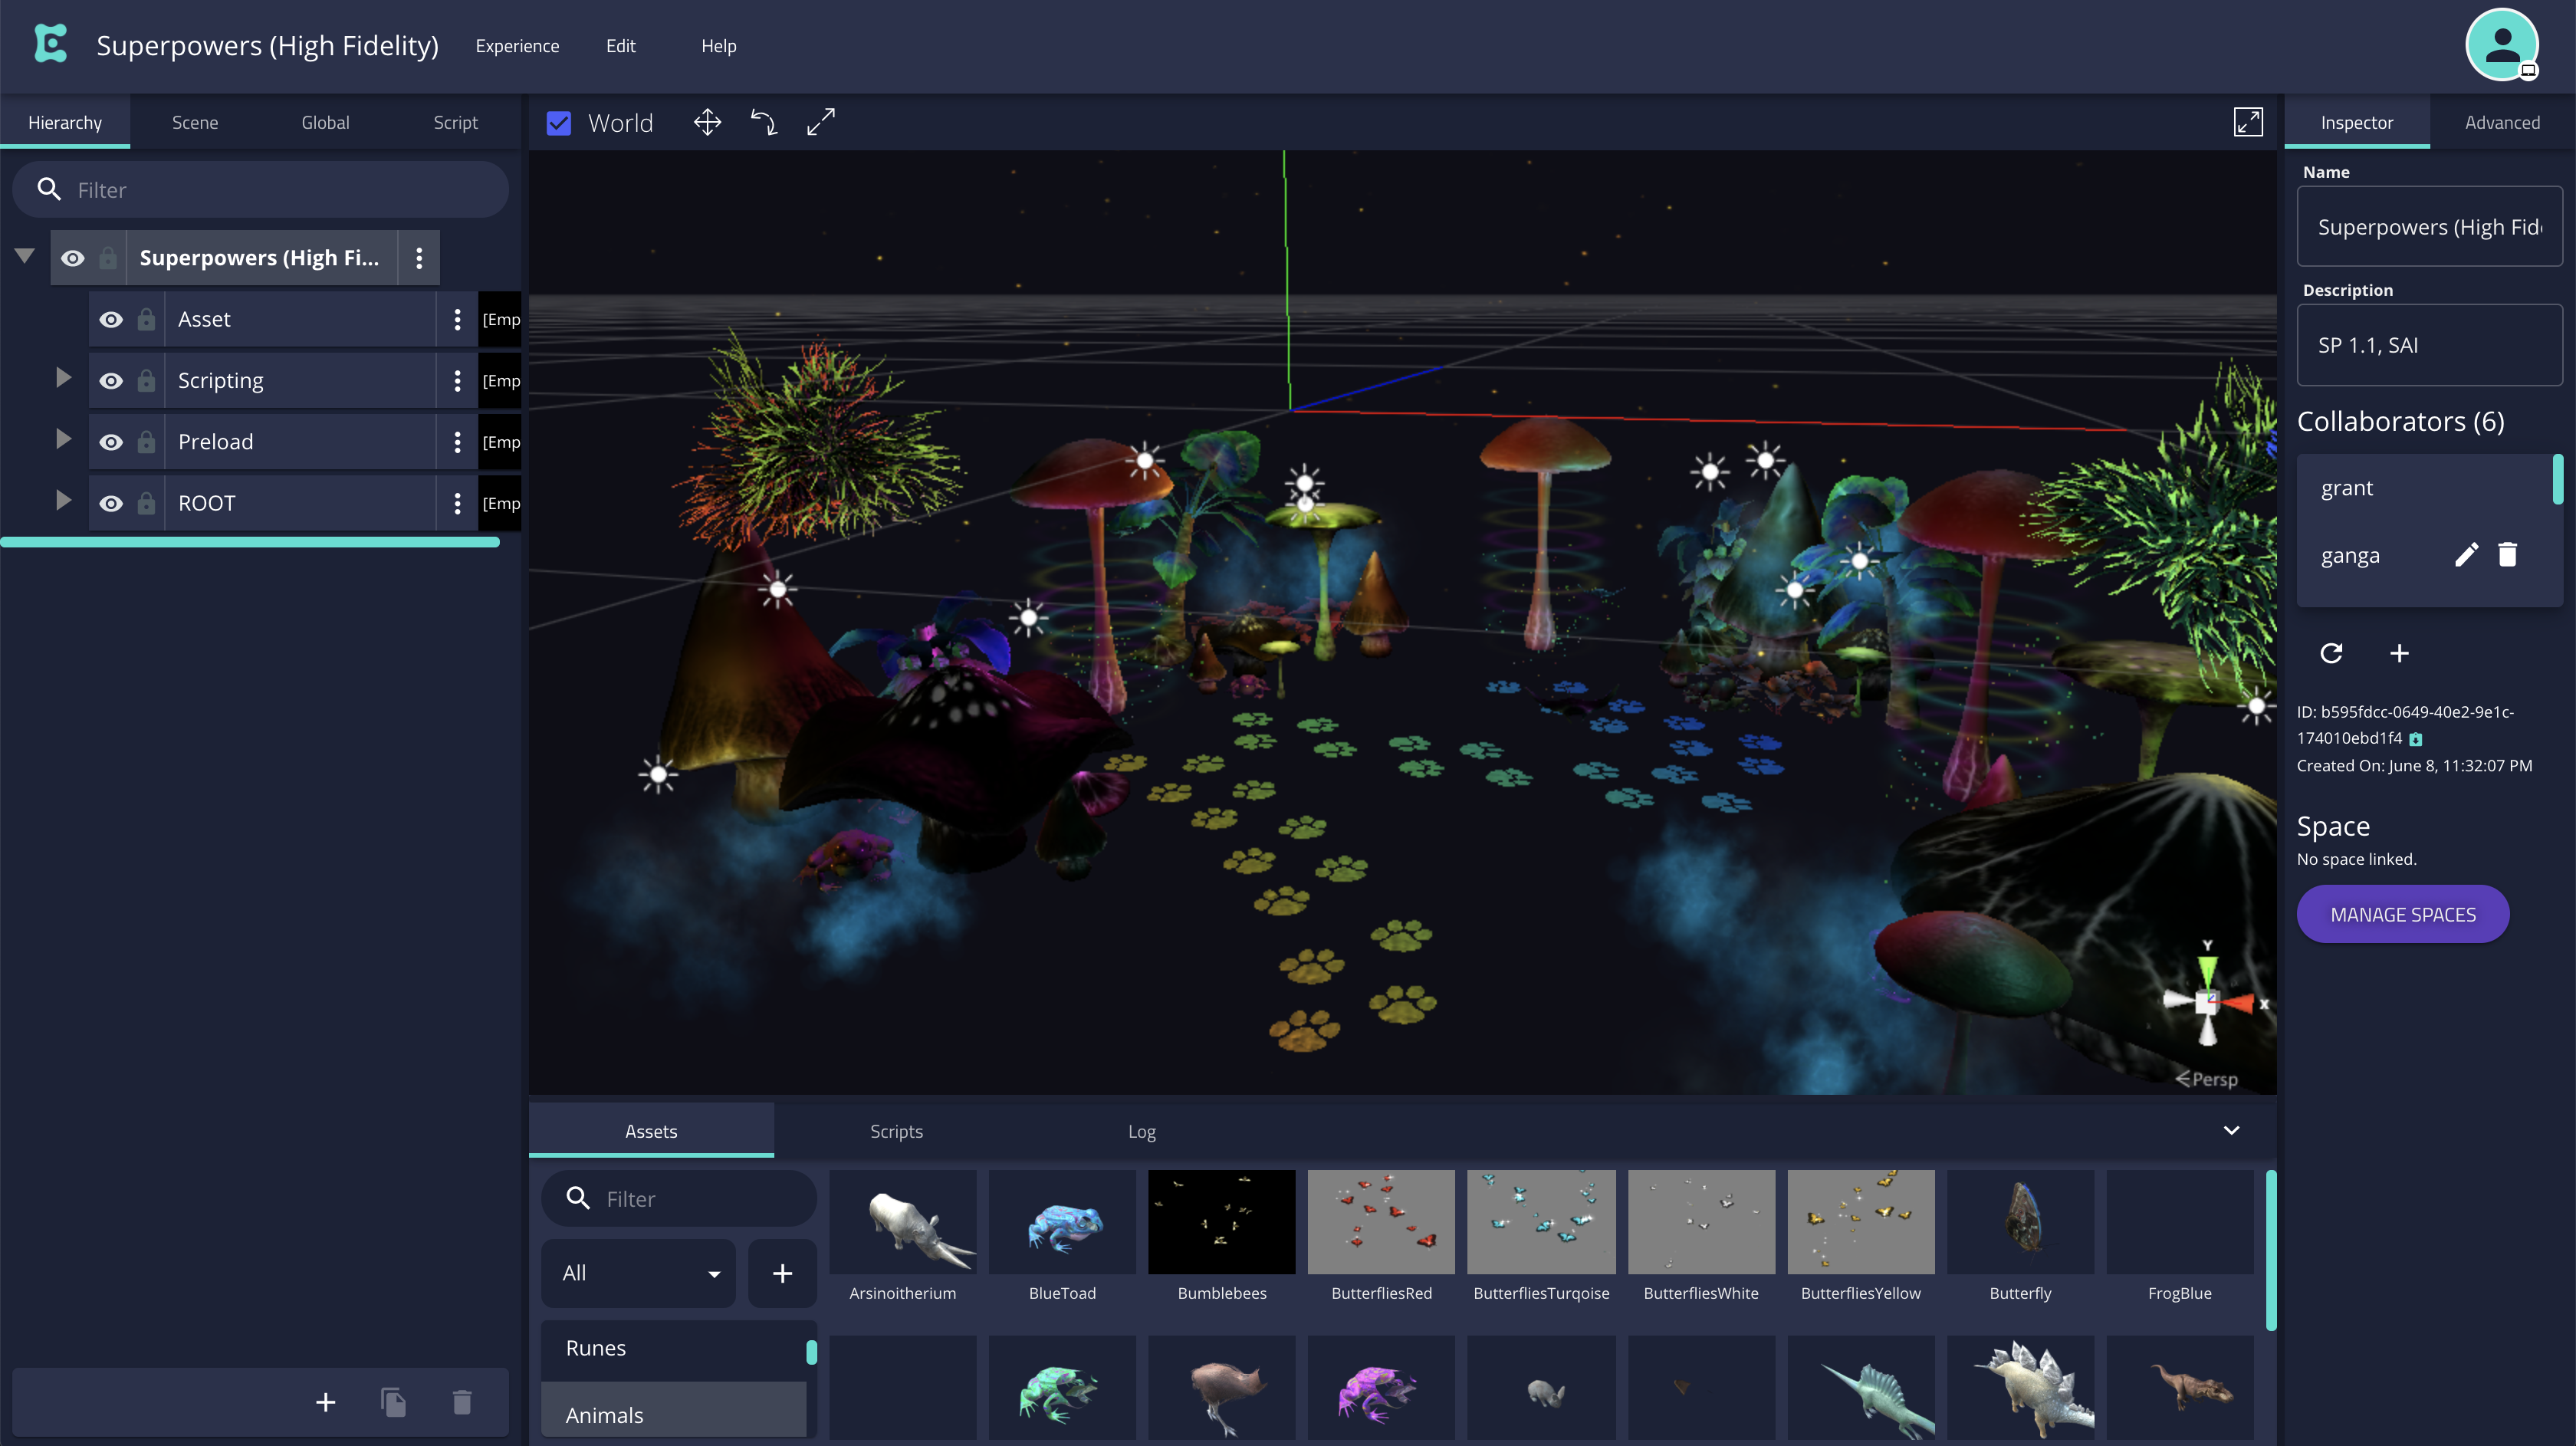 Superpowers (High Fidelity)
Experience
Edit
Help
Hierarchy
Scene
Global
Script
Filter
Superpowers (High Fi...
Asset
[Emp
Scripting
[Emp
Preload
[Emp
ROOT
[Emp
World
Y
x
Persp
Assets
Scripts
Log
Filter
All
Runes
Animals
Arsinoitherium
BlueToad
Bumblebees
ButterfliesRed
ButterfliesTurqoise
ButterfliesWhite
ButterfliesYellow
Butterfly
FrogBlue
Inspector
Advanced
Name
Superpowers (High Fid
Description
SP 1.1, SAI
Collaborators (6)
grant
ganga
ID: b595fdcc-0649-40e2-9e1c-
174010ebd1f4
Created On: June 8, 11:32:07 PM
Space
No space linked.
MANAGE SPACES